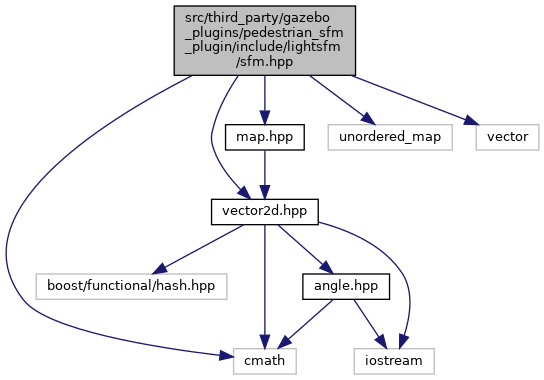 src/third_party/gazebo
_plugins/pedestrian_sfm
_plugin/include/lightsfm
/sfm.hpp
map.hpp
unordered_map
vector
vector2d.hpp
boost/functional/hash.hpp
angle.hpp
cmath
iostream